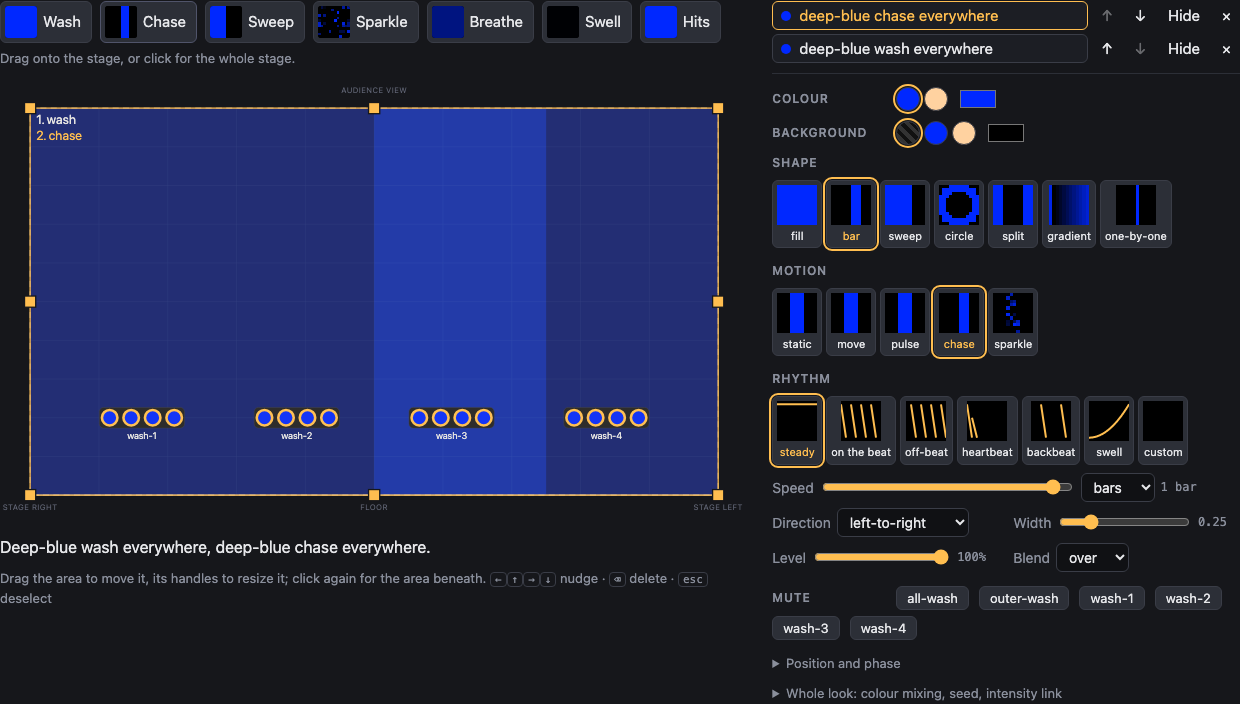 Wash Chase Sweep Sparkle Breathe Swell Hits
Drag onto the stage, or click for the whole stage.
AUDIENCE VIEW
1. wash
2. chase
wash-1 wash-2 wash-3 wash-4
STAGE RIGHT FLOOR STAGE LEFT
Deep-blue wash everywhere, deep-blue chase everywhere.
Drag the area to move it, its handles to resize it; click again for the area beneath. ← ↑ → ↓ nudge · ⌫ delete · esc
deselect
deep-blue chase everywhere ↑ ↓ Hide ×
deep-blue wash everywhere ↑ ↓ Hide ×
COLOUR
BACKGROUND
SHAPE
fill bar sweep circle split gradient one-by-one
MOTION
static move pulse chase sparkle
RHYTHM
steady on the beat off-beat heartbeat backbeat swell custom
Speed bars 1 bar
Direction left-to-right Width 0.25
Level 100% Blend over
MUTE all-wash outer-wash wash-1 wash-2
wash-3 wash-4
▶ Position and phase
▶ Whole look: colour mixing, seed, intensity link